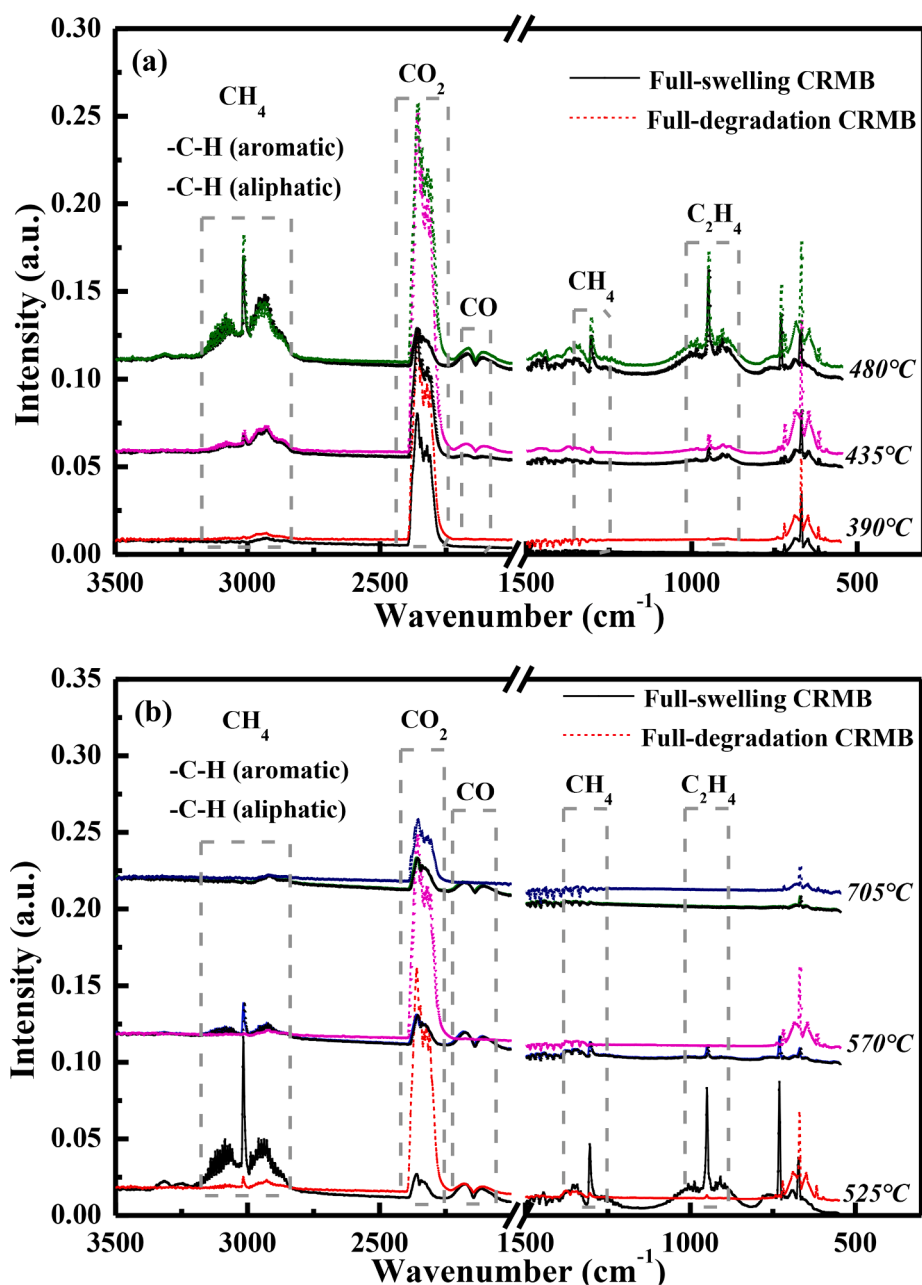 0.30
(a)
CO₂
Full-swelling CRMB
Full-degradation CRMB
CH₄
-C-H (aromatic)
-C-H (aliphatic)
0.25
0.20
C₂H₄
CH₄
CO
0.15
0.10
480°C
0.05
435°C
390°C
0.00
3500 3000 2500 1500 1000 500
Intensity (a.u.)
Wavenumber (cm⁻¹)
0.35
(b)
CH₄
CO₂
Full-swelling CRMB
Full-degradation CRMB
-C-H (aromatic)
-C-H (aliphatic)
0.30
CO
CH₄
C₂H₄
0.25
0.20
705°C
0.15
0.10
570°C
0.05
525°C
0.00
3500 3000 2500 1500 1000 500
Intensity (a.u.)
Wavenumber (cm⁻¹)